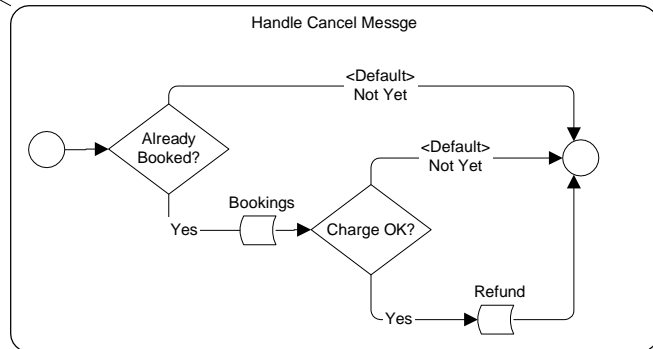 Handle Cancel Messge
<Default>
Not Yet
Already
Booked?
<Default>
Not Yet
Bookings
Yes
Charge OK?
Refund
Yes